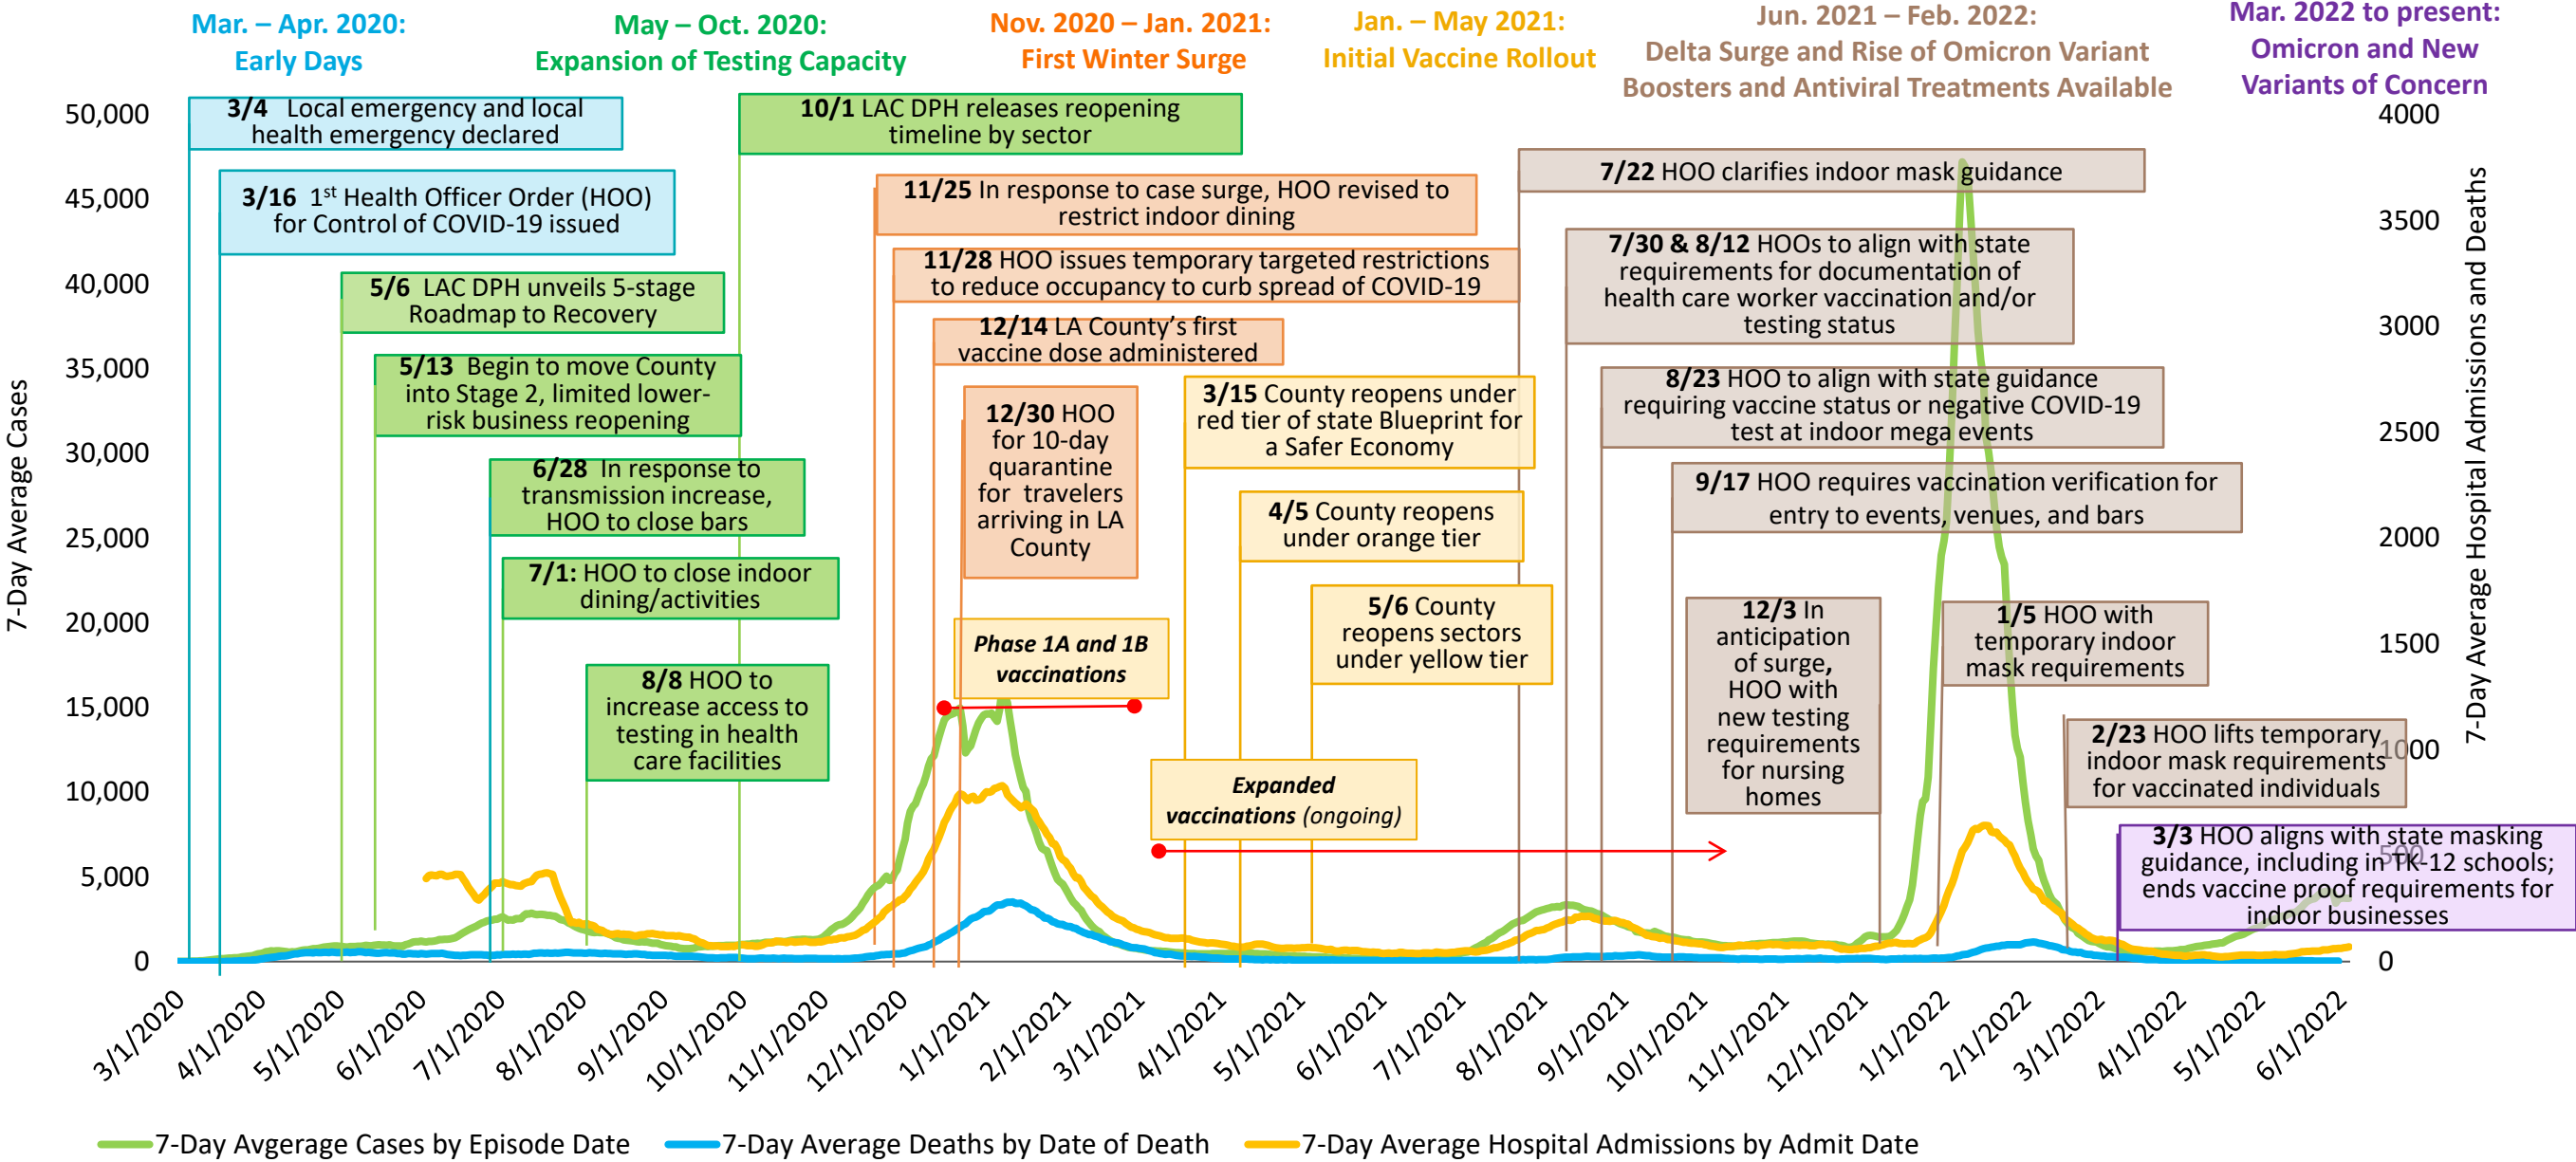 Mar. – Apr. 2020:
Early Days
May – Oct. 2020:
Expansion of Testing Capacity
Nov. 2020 – Jan. 2021:
First Winter Surge
Jan. – May 2021:
Initial Vaccine Rollout
Jun. 2021 – Feb. 2022:
Delta Surge and Rise of Omicron Variant
Boosters and Antiviral Treatments Available
Mar. 2022 to present:
Omicron and New
Variants of Concern
7-Day Average Cases
50,000
45,000
40,000
35,000
30,000
25,000
20,000
15,000
10,000
5,000
0
3/4 Local emergency and local
health emergency declared
3/16 1st Health Officer Order (HOO)
for Control of COVID-19 issued
5/6 LAC DPH unveils 5-stage
Roadmap to Recovery
5/13 Begin to move County
into Stage 2, limited lower-
risk business reopening
6/28 In response to
transmission increase,
HOO to close bars
7/1: HOO to close indoor
dining/activities
8/8 HOO to
increase access to
testing in health
care facilities
10/1 LAC DPH releases reopening
timeline by sector
11/25 In response to case surge, HOO revised to
restrict indoor dining
11/28 HOO issues temporary targeted restrictions
to reduce occupancy to curb spread of COVID-19
12/14 LA County’s first
vaccine dose administered
12/30 HOO
for 10-day
quarantine
for travelers
arriving in LA
County
Phase 1A and 1B
vaccinations
3/15 County reopens under
red tier of state Blueprint for
a Safer Economy
4/5 County reopens
under orange tier
5/6 County
reopens sectors
under yellow tier
Expanded
vaccinations (ongoing)
7/22 HOO clarifies indoor mask guidance
7/30 & 8/12 HOOs to align with state
requirements for documentation of
health care worker vaccination and/or
testing status
8/23 HOO to align with state guidance
requiring vaccine status or negative COVID-19
test at indoor mega events
9/17 HOO requires vaccination verification for
entry to events, venues, and bars
12/3 In
anticipation
of surge,
HOO with
new testing
requirements
for nursing
homes
1/5 HOO with
temporary indoor
mask requirements
2/23 HOO lifts temporary
indoor mask requirements
for vaccinated individuals
3/3 HOO aligns with state masking
guidance, including in TK-12 schools;
ends vaccine proof requirements for
indoor businesses
4000
3500
3000
2500
2000
1500
1000
500
0
7-Day Average Hospital Admissions and Deaths
3/1/2020
4/1/2020
5/1/2020
6/1/2020
7/1/2020
8/1/2020
9/1/2020
10/1/2020
11/1/2020
12/1/2020
1/1/2021
2/1/2021
3/1/2021
4/1/2021
5/1/2021
6/1/2021
7/1/2021
8/1/2021
9/1/2021
10/1/2021
11/1/2021
12/1/2021
1/1/2022
2/1/2022
3/1/2022
4/1/2022
5/1/2022
6/1/2022
7-Day Avgerage Cases by Episode Date
7-Day Average Deaths by Date of Death
7-Day Average Hospital Admissions by Admit Date